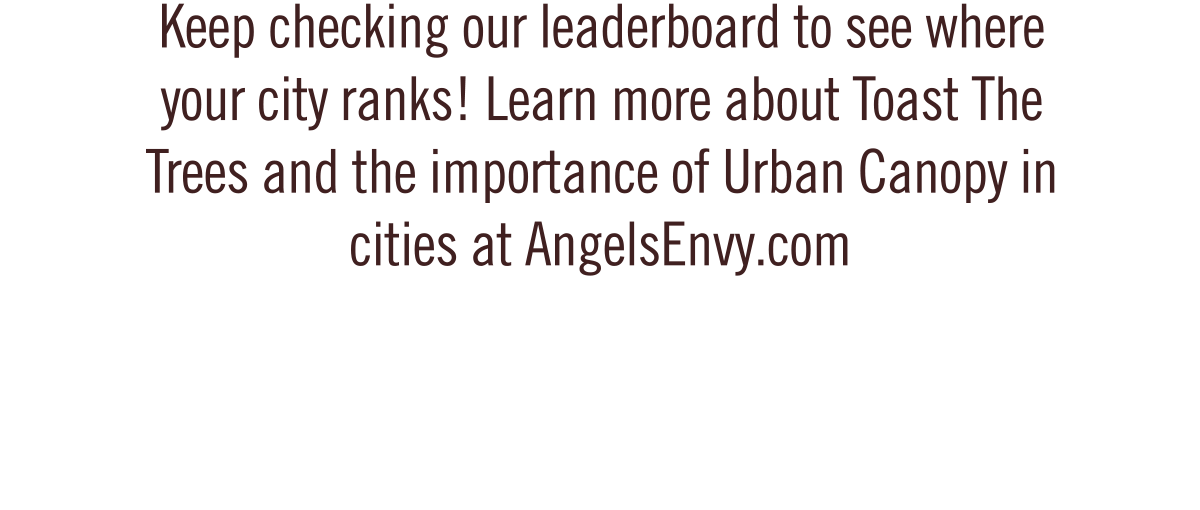 Keep checking our leaderboard to see where
your city ranks! Learn more about Toast The
Trees and the importance of Urban Canopy in
cities at AngelsEnvy.com